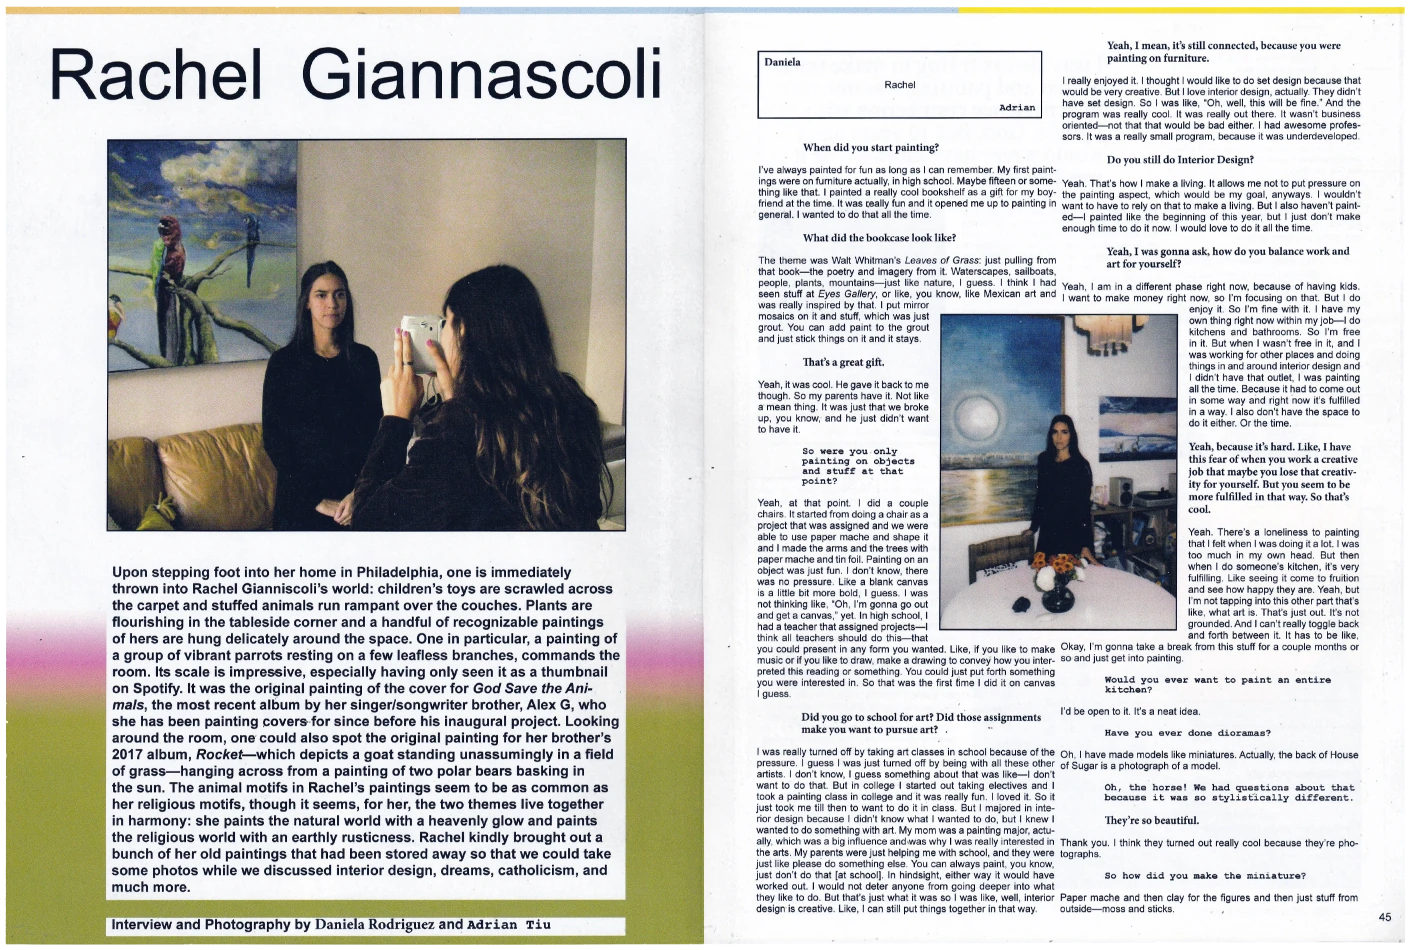 Rachel Giannascoli
Upon stepping foot into her home in Philadelphia, one is immediately
thrown into Rachel Gianniscoli's world: children's toys are scrawled across
the carpet and stuffed animals run rampant over the couches. Plants are
flourishing in the tableside corner and a handful of recognizable paintings
of hers are hung delicately around the space. One in particular, a painting of
a group of vibrant parrots resting on a few leafless branches, commands the
room. Its scale is impressive, especially having only seen it as a thumbnail
on Spotify. It was the original painting of the cover for God Save the Ani-
mals, the most recent album by her singer/songwriter brother, Alex G, who
she has been painting covers for since before his inaugural project. Looking
around the room, one could also spot the original painting for her brother's
2017 album, Rocket—which depicts a goat standing unassumingly in a field
of grass—hanging across from a painting of two polar bears basking in
the sun. The animal motifs in Rachel's paintings seem to be as common as
her religious motifs, though it seems, for her, the two themes live together
in harmony: she paints the natural world with a heavenly glow and paints
the religious world with an earthly rusticness. Rachel kindly brought out a
bunch of her old paintings that had been stored away so that we could take
some photos while we discussed interior design, dreams, catholicism, and
much more.
Interview and Photography by Daniela Rodriguez and Adrian Tiu
Daniela
Rachel
Adrian
When did you start painting?
I've always painted for fun as long as I can remember. My first paint-
ings were on furniture actually, in high school. Maybe fifteen or some-
thing like that. I painted a really cool bookshelf as a gift for my boy-
friend at the time. It was really fun and it opened me up to painting in
general. I wanted to do that all the time.
What did the bookcase look like?
The theme was Walt Whitman's Leaves of Grass: just pulling from
that book—the poetry and imagery from it. Waterscapes, sailboats,
people, plants, mountains—just like nature, I guess. I think I had
seen stuff at Eyes Gallery, or like, you know, like Mexican art and
was really inspired by that. I put mirror
mosaics on it and stuff, which was just
grout. You can add paint to the grout
and just stick things on it and it stays.
That's a great gift.
Yeah, it was cool. He gave it back to me
though. So my parents have it. Not like
a mean thing. It was just that we broke
up, you know, and he just didn't want
to have it.
So were you only
painting on objects
and stuff at that
point?
Yeah, at that point. I did a couple
chairs. It started from doing a chair as a
project that was assigned and we were
able to use paper mache and shape it
and I made the arms and the trees with
paper mache and tin foil. Painting on an
object was just fun. I don't know, there
was no pressure. Like a blank canvas
is a little bit more bold, I guess. I was
not thinking like, "Oh, I'm gonna go out
and get a canvas," yet. In high school, I
had a teacher that assigned projects—I
think all teachers should do this—that
you could present in any form you wanted. Like, if you like to make
music or if you like to draw, make a drawing to convey how you inter-
preted this reading or something. You could just put forth something
you were interested in. So that was the first time I did it on canvas
I guess.
Did you go to school for art? Did those assignments
make you want to pursue art?
I was really turned off by taking art classes in school because of the
pressure. I guess I was just turned off by being with all these other
artists. I don't know, I guess something about that was like—I don't
want to do that. But in college I started out taking electives and I
took a painting class in college and it was really fun. I loved it. So it
just took me till then to want to do it in class. But I majored in inte-
rior design because I didn't know what I wanted to do, but I knew I
wanted to do something with art. My mom was a painting major, actu-
ally, which was a big influence and was why I was really interested in
the arts. My parents were just helping me with school, and they were
just like please do something else. You can always paint, you know,
just don't do that [at school]. In hindsight, either way it would have
worked out. I would not deter anyone from going deeper into what
they like to do. But that's just what it was so I was like, well, interior
design is creative. Like, I can still put things together in that way.
Yeah, I mean, it's still connected, because you were
painting on furniture.
I really enjoyed it. I thought I would like to do set design because that
would be very creative. But I love interior design, actually. They didn't
have set design. So I was like, "Oh, well, this will be fine." And the
program was really cool. It was really out there. It wasn't business
oriented—not that that would be bad either. I had awesome profes-
sors. It was a really small program, because it was underdeveloped.
Do you still do Interior Design?
Yeah. That's how I make a living. It allows me not to put pressure on
the painting aspect, which would be my goal, anyways. I wouldn't
want to have to rely on that to make a living. But I also haven't paint-
ed—I painted like the beginning of this year, but I just don't make
enough time to do it now. I would love to do it all the time.
Yeah, I was gonna ask, how do you balance work and
art for yourself?
Yeah, I am in a different phase right now, because of having kids.
I want to make money right now, so I'm focusing on that. But I do
enjoy it. So I'm fine with it. I have my
own thing right now within my job—I do
kitchens and bathrooms. So I'm free
in it. But when I wasn't free in it, and I
was working for other places and doing
things in and around interior design and
I didn't have that outlet, I was painting
all the time. Because it had to come out
in some way and right now it's fulfilled
in a way. I also don't have the space to
do it either. Or the time.
Yeah, because it's hard. Like, I have
this fear of when you work a creative
job that maybe you lose that creativ-
ity for yourself. But you seem to be
more fulfilled in that way. So that's
cool.
Yeah. There's a loneliness to painting
that I felt when I was doing it a lot. I was
too much in my own head. But then
when I do someone's kitchen, it's very
fulfilling. Like seeing it come to fruition
and see how happy they are. Yeah, but
I'm not tapping into this other part that's
like, what art is. That's just out. It's not
grounded. And I can't really toggle back
and forth between it. It has to be like,
Okay, I'm gonna take a break from this stuff for a couple months or
so and just get into painting.
Would you ever want to paint an entire
kitchen?
I'd be open to it. It's a neat idea.
Have you ever done dioramas?
Oh, I have made models like miniatures. Actually, the back of House
of Sugar is a photograph of a model.
Oh, the horse! We had questions about that
because it was so stylistically different.
They're so beautiful.
Thank you. I think they turned out really cool because they're pho-
tographs.
So how did you make the miniature?
Paper mache and then clay for the figures and then just stuff from
outside—moss and sticks.
45